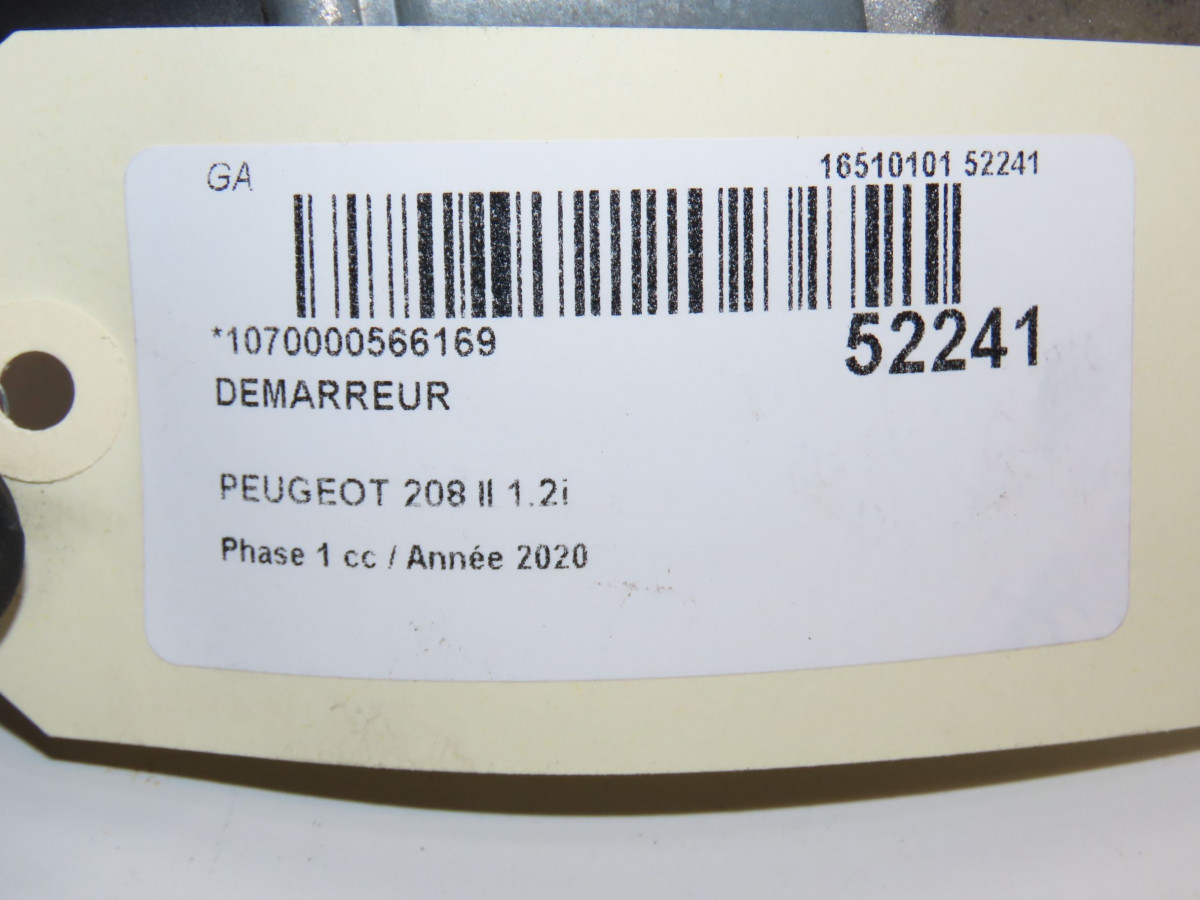 GA
16510101 52241
*1070000566169
52241
DEMARREUR
PEUGEOT 208 II 1.2i
Phase 1 cc / Année 2020